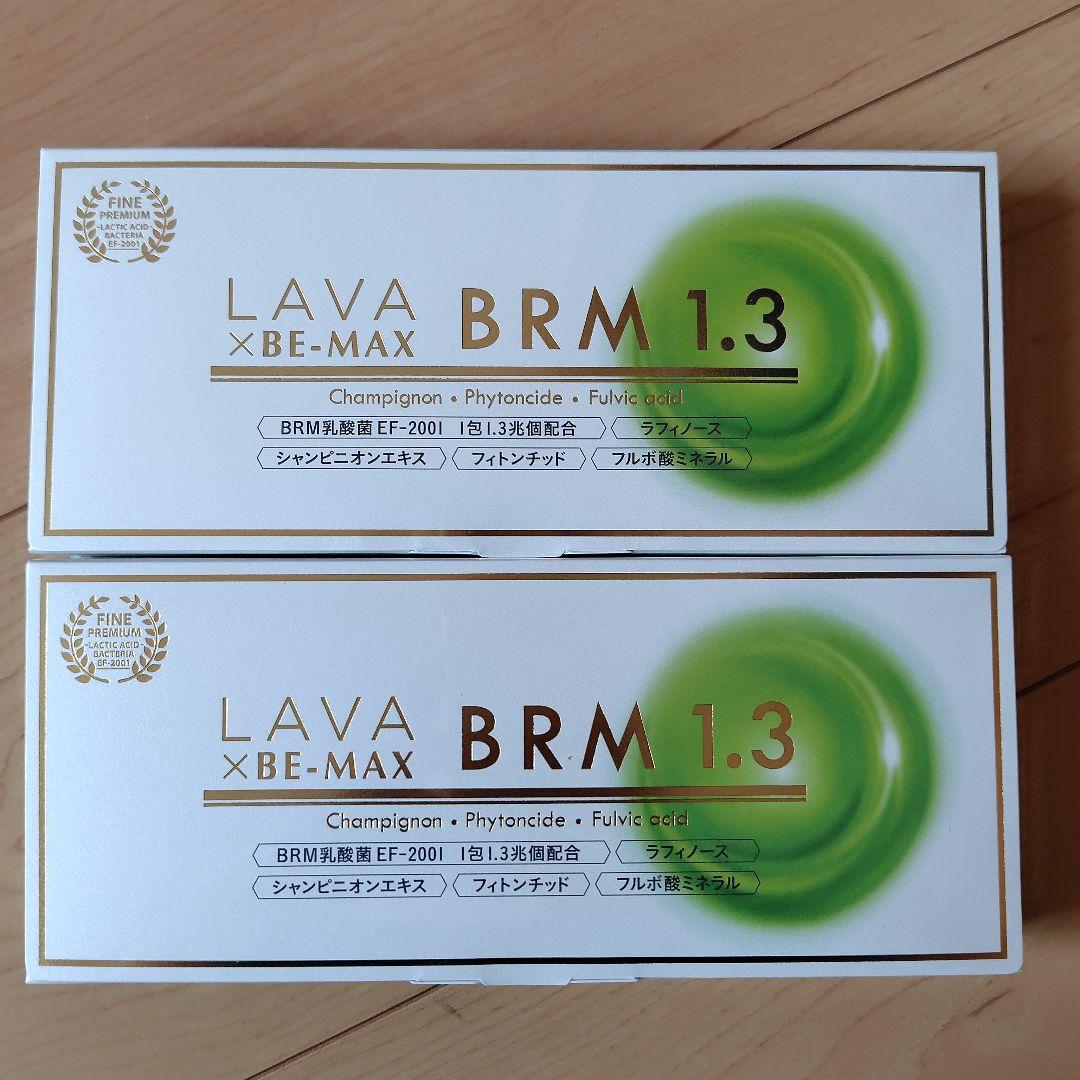 FINE
PREMIUM
-LACTIC ACID-
BACTERIA
EF-2001
LAVA
×BE-MAX
BRM 1.3
Champignon・Phytoncide・Fulvic acid
BRM乳酸菌EF-2001 1包1.3兆個配合
ラフィノース
シャンピニオンエキス
フィトンチッド
フルボ酸ミネラル
FINE
PREMIUM
-LACTIC ACID-
BACTERIA
EF-2001
LAVA
×BE-MAX
BRM 1.3
Champignon・Phytoncide・Fulvic acid
BRM乳酸菌EF-2001 1包1.3兆個配合
ラフィノース
シャンピニオンエキス
フィトンチッド
フルボ酸ミネラル